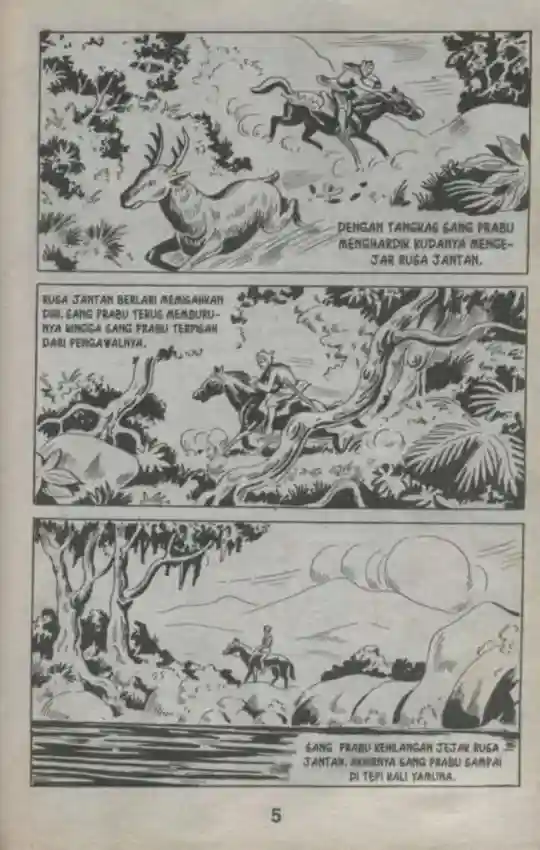 DENGAN TANGKAS SANG PRABU
MENGHARDIK KUDANYA MENGE-
JAR RUSA JANTAN.
RUSA JANTAN BERLARI MEMISAHKAN
DIRI. SANG PRABU TERUS MEMBURU-
NYA HINGGA SANG PRABU TERPISAH
DARI PENGAWALNYA.
SANG PRABU KEHILANGAN JEJAK RUSA
JANTAN. AKHIRNYA SANG PRABU SAMPAI
DI TEPI KALI YAMUNA.
5